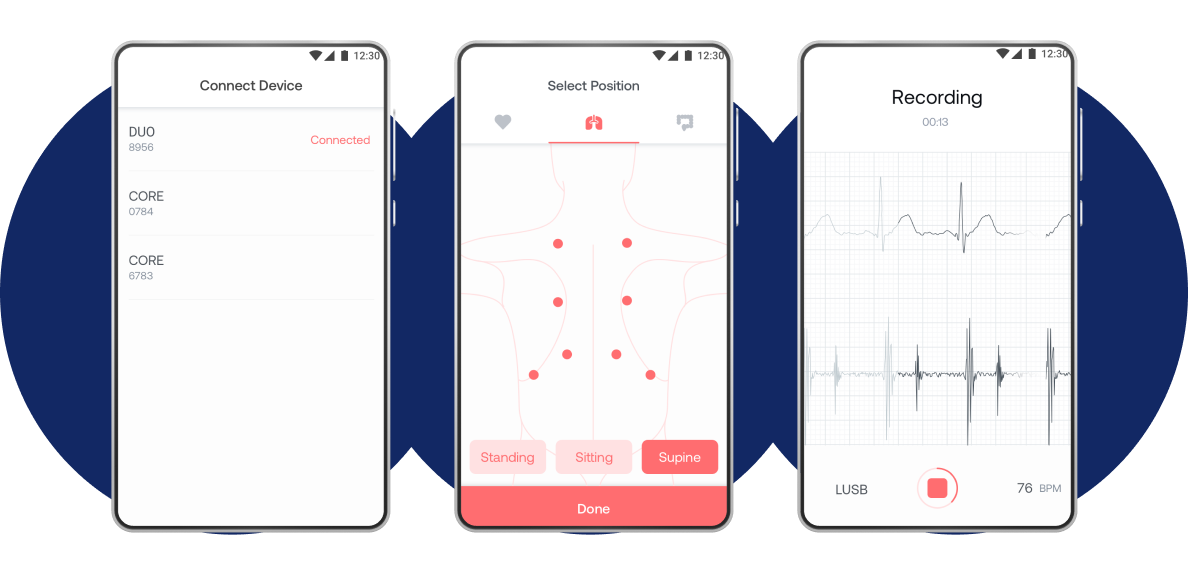 12:30
Connect Device
DUO
8956
Connected
CORE
0784
CORE
6783
12:30
Select Position
Standing
Sitting
Supine
Done
12:30
Recording
00:13
LUSB
76 BPM